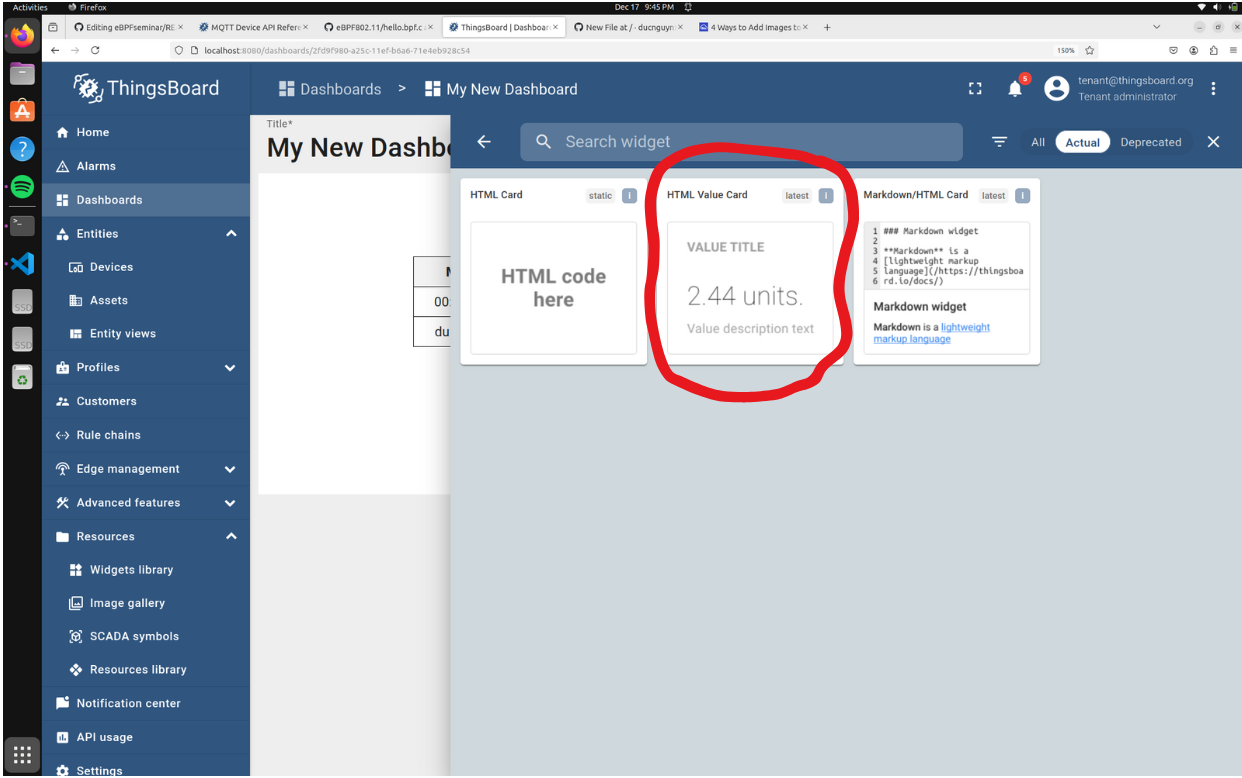 Activities
Firefox
Dec 17 9:45 PM
Editing eBPFseminar/RE
MQTT Device API Refere
eBPF802.11/hello.bpf.c
ThingsBoard | Dashboar
New File at / · ducnguyn
4 Ways to Add Images to
localhost:8080/dashboards/2fd9f980-a25c-11ef-b6a6-71e4eb928c54
150%
ThingsBoard
Dashboards > My New Dashboard
5
tenant@thingsboard.org
Tenant administrator
Home
Alarms
Dashboards
Entities
Devices
Assets
Entity views
Profiles
Customers
Rule chains
Edge management
Advanced features
Resources
Widgets library
Image gallery
SCADA symbols
Resources library
Notification center
API usage
Settings
SSD
SSD
Title*
My New Dashb
00:
du
Search widget
All
Actual
Deprecated
HTML Card
static
i
HTML code
here
HTML Value Card
latest
i
VALUE TITLE
2.44 units.
Value description text
Markdown/HTML Card
latest
i
1 ### Markdown widget
2
3 **Markdown** is a
4 [lightweight markup
5 language](/https://thingsboa
6 rd.io/docs/)
Markdown widget
Markdown is a lightweight
markup language